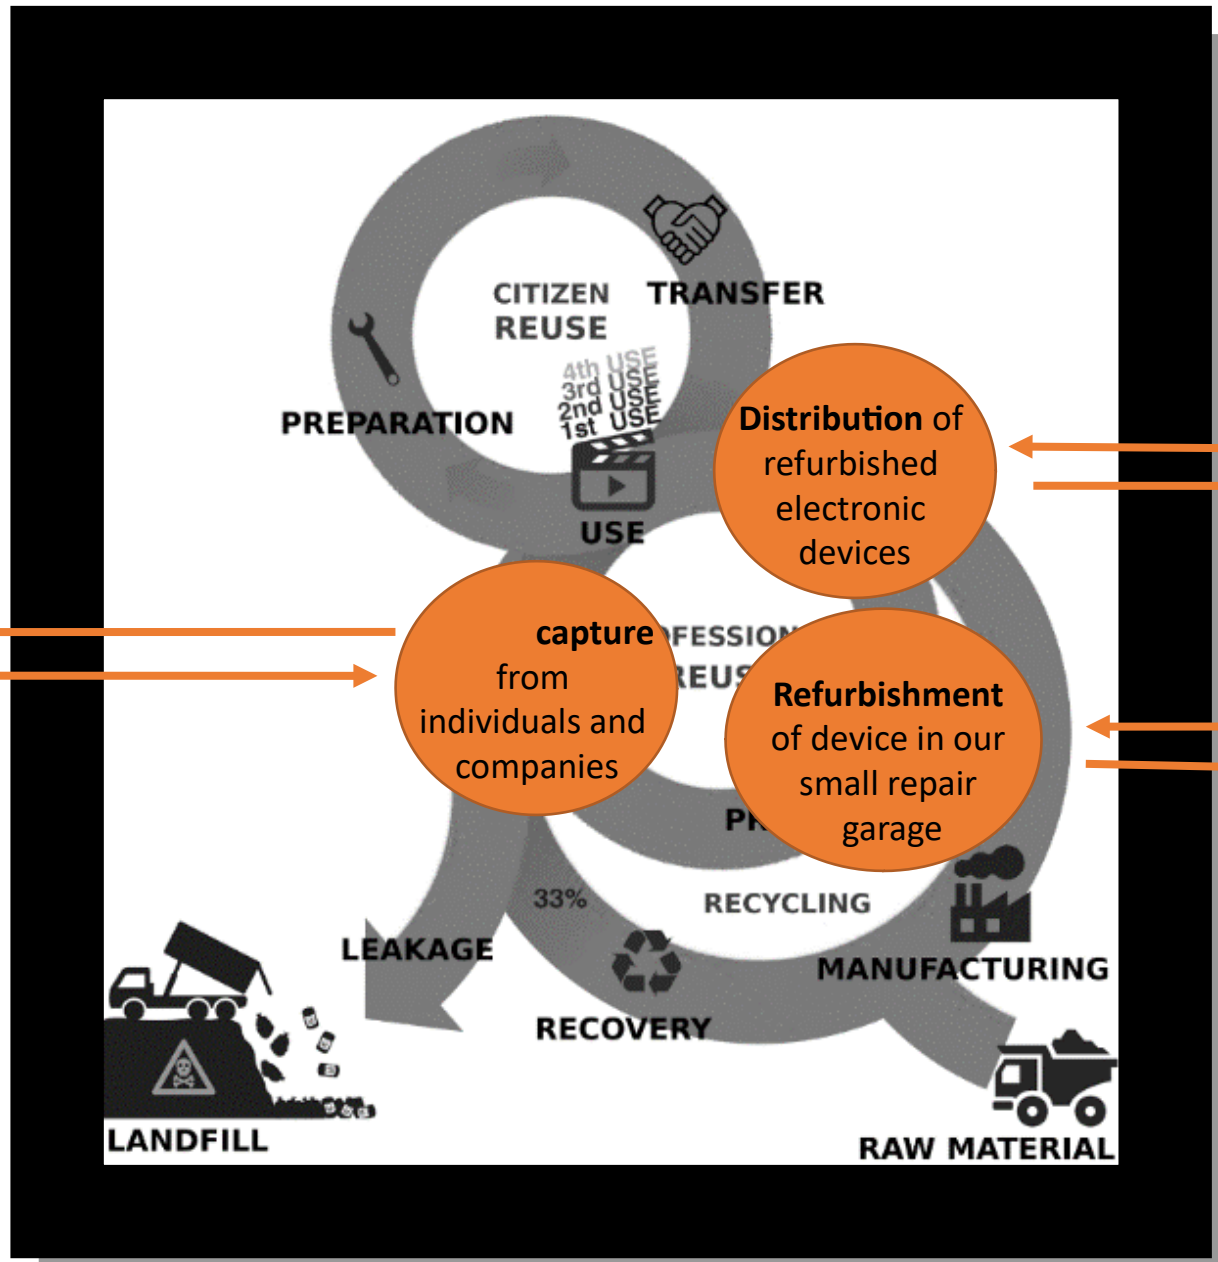 CITIZEN
REUSE
TRANSFER
4th USE
3rd USE
2nd USE
1st USE
PREPARATION
USE
Distribution of
refurbished
electronic
devices
capture
from
individuals and
companies
Refurbishment
of device in our
small repair
garage
33%
RECYCLING
LEAKAGE
MANUFACTURING
RECOVERY
LANDFILL
RAW MATERIAL